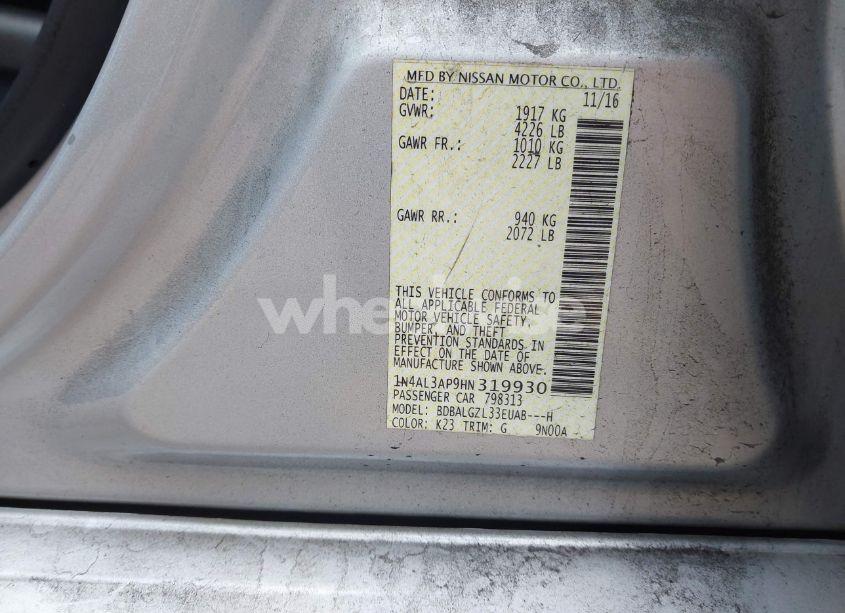 MFD BY NISSAN MOTOR CO., LTD.
DATE: 11/16
GVWR: 1917 KG
4226 LB
GAWR FR.: 1010 KG
2227 LB
GAWR RR.: 940 KG
2072 LB
THIS VEHICLE CONFORMS TO
ALL APPLICABLE FEDERAL
MOTOR VEHICLE SAFETY,
BUMPER, AND THEFT
PREVENTION STANDARDS IN
EFFECT ON THE DATE OF
MANUFACTURE SHOWN ABOVE.
1N4AL3AP9HN319930
PASSENGER CAR 798313
MODEL: BDBALGZL33EUAB---H
COLOR: K23 TRIM: G 9N00A